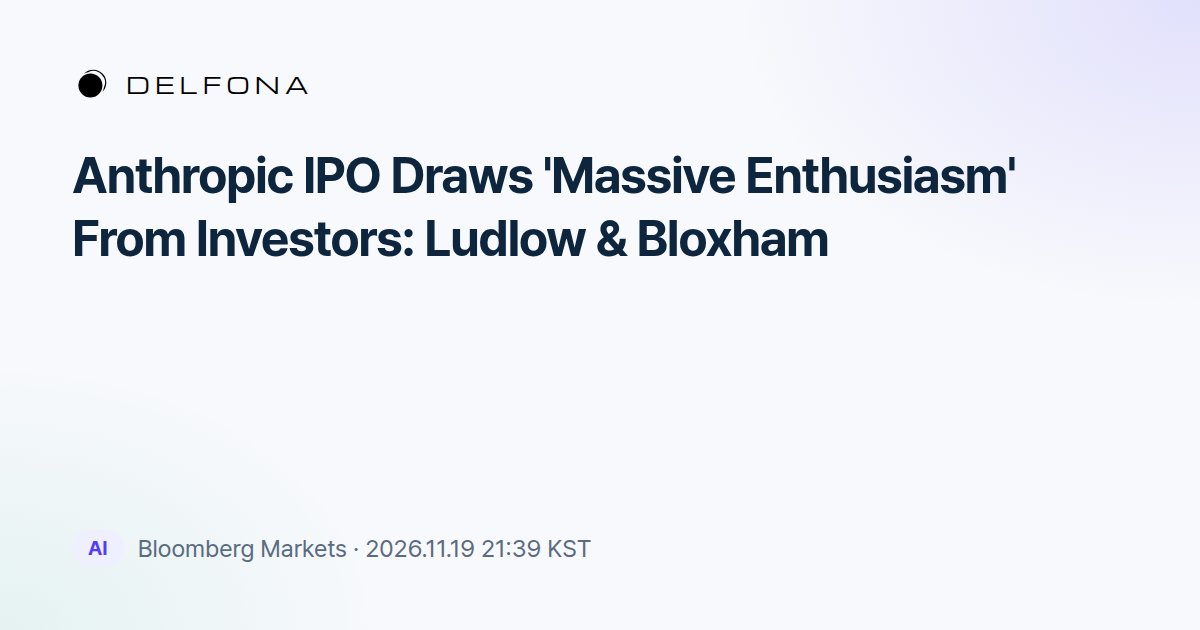 DELFONA
Anthropic IPO Draws 'Massive Enthusiasm'
From Investors: Ludlow & Bloxham
AI Bloomberg Markets · 2026.11.19 21:39 KST